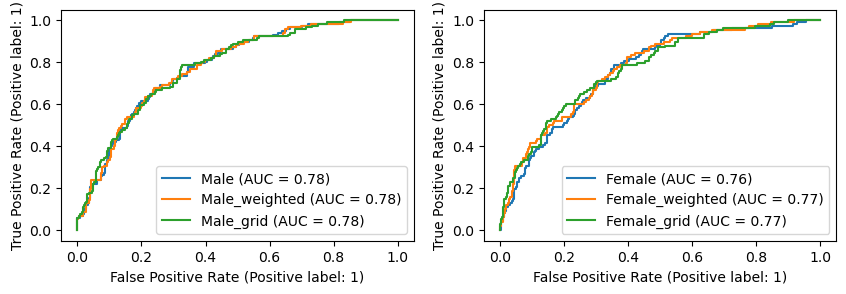 True Positive Rate (Positive label: 1)
1.0
0.8
0.6
0.4
0.2
0.0
Male (AUC = 0.78)
Male_weighted (AUC = 0.78)
Male_grid (AUC = 0.78)
0.0 0.2 0.4 0.6 0.8 1.0
False Positive Rate (Positive label: 1)
True Positive Rate (Positive label: 1)
1.0
0.8
0.6
0.4
0.2
0.0
Female (AUC = 0.76)
Female_weighted (AUC = 0.77)
Female_grid (AUC = 0.77)
0.0 0.2 0.4 0.6 0.8 1.0
False Positive Rate (Positive label: 1)